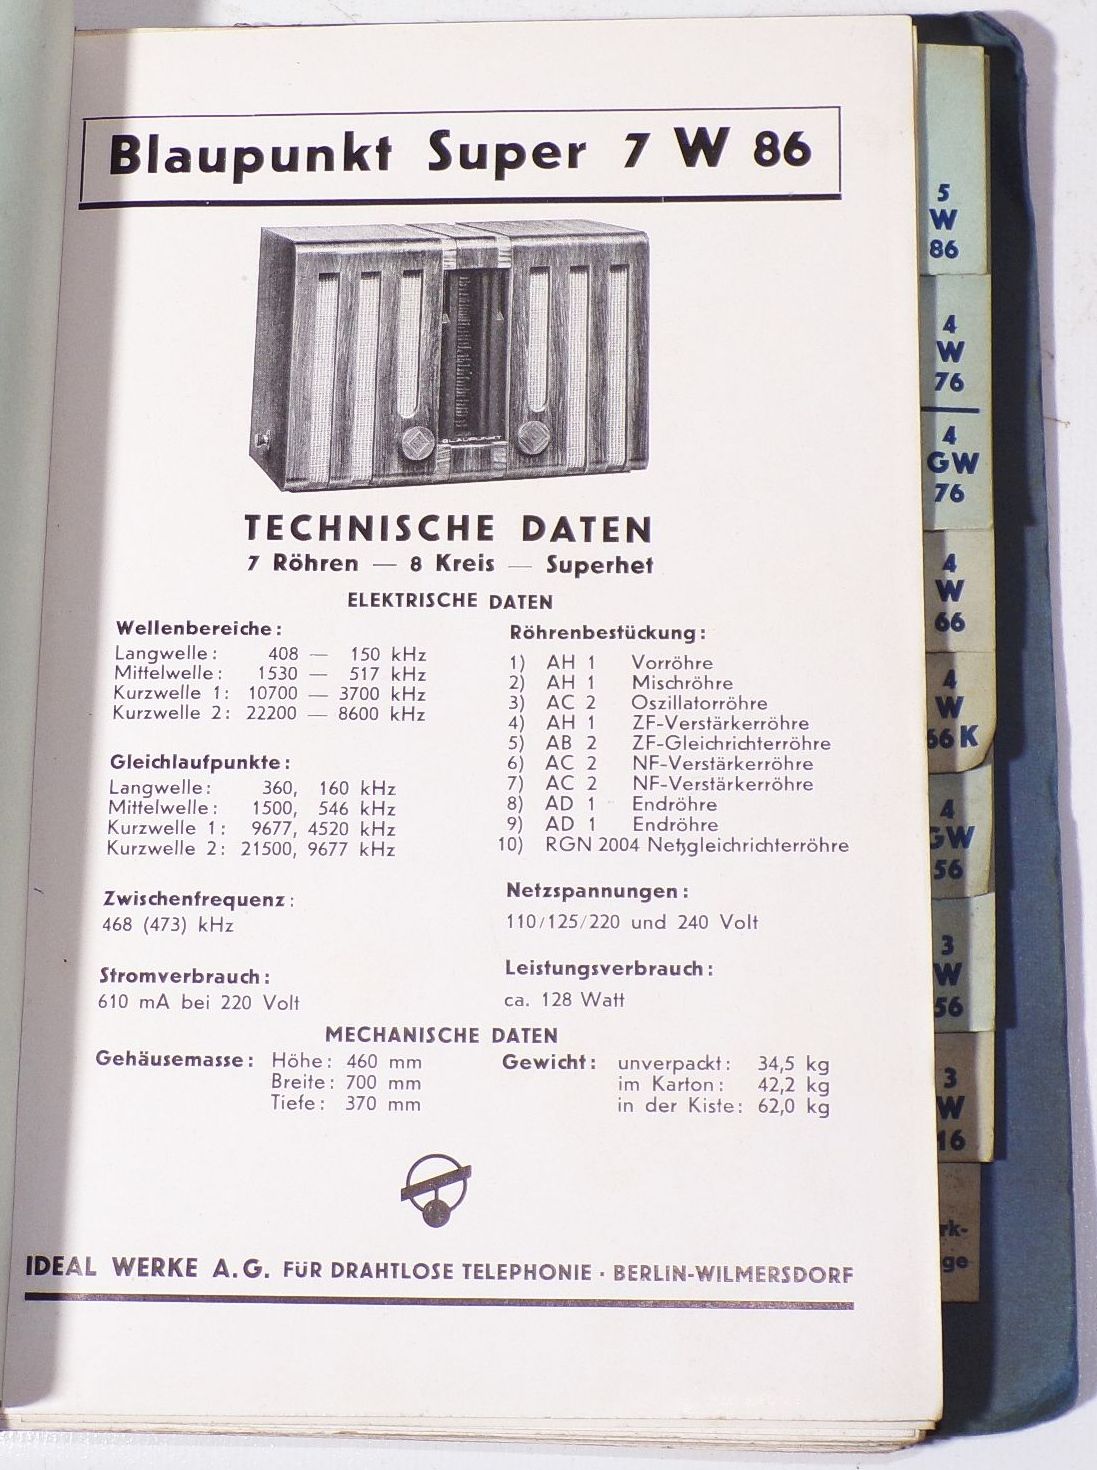 Blaupunkt Super 7 W 86
BLAUPUNKT
TECHNISCHE DATEN
7 Röhren — 8 Kreis — Superhet
ELEKTRISCHE DATEN
Wellenbereiche:
Langwelle: 408 — 150 kHz
Mittelwelle: 1530 — 517 kHz
Kurzwelle 1: 10700 — 3700 kHz
Kurzwelle 2: 22200 — 8600 kHz
Gleichlaufpunkte:
Langwelle: 360, 160 kHz
Mittelwelle: 1500, 546 kHz
Kurzwelle 1: 9677, 4520 kHz
Kurzwelle 2: 21500, 9677 kHz
Zwischenfrequenz:
468 (473) kHz
Stromverbrauch:
610 mA bei 220 Volt
Röhrenbestückung:
1) AH 1 Vorröhre
2) AH 1 Mischröhre
3) AC 2 Oszillatorröhre
4) AH 1 ZF-Verstärkerröhre
5) AB 2 ZF-Gleichrichterröhre
6) AC 2 NF-Verstärkerröhre
7) AC 2 NF-Verstärkerröhre
8) AD 1 Endröhre
9) AD 1 Endröhre
10) RGN 2004 Netzgleichrichterröhre
Netzspannungen:
110/125/220 und 240 Volt
Leistungsverbrauch:
ca. 128 Watt
MECHANISCHE DATEN
Gehäusemasse: Höhe: 460 mm
Breite: 700 mm
Tiefe: 370 mm
Gewicht: unverpackt: 34,5 kg
im Karton: 42,2 kg
in der Kiste: 62,0 kg
IDEAL WERKE A.G. FÜR DRAHTLOSE TELEPHONIE · BERLIN-WILMERSDORF
5
W
86
4
W
76
4
GW
76
4
W
66
4
W
66 K
4
GW
56
3
W
56
3
W
16
rk-
ge